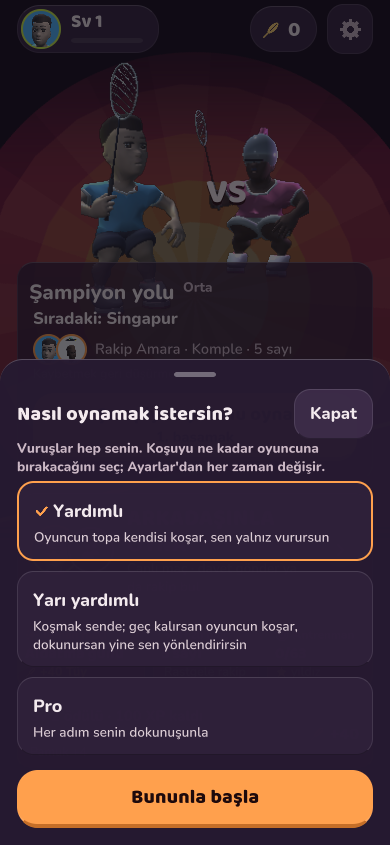 Sv 1
0
VS
Şampiyon yolu Orta
Sıradaki: Singapur
Rakip Amara · Komple · 5 sayı
Nasıl oynamak istersin?
Kapat
Vuruşlar hep senin. Koşuyu ne kadar oyuncuna
bırakacağını seç; Ayarlar'dan her zaman değişir.
Yardımlı
Oyuncun topa kendisi koşar, sen yalnız vurursun
Yarı yardımlı
Koşmak sende; geç kalırsan oyuncun koşar,
dokunursan yine sen yönlendirirsin
Pro
Her adım senin dokunuşunla
Bununla başla